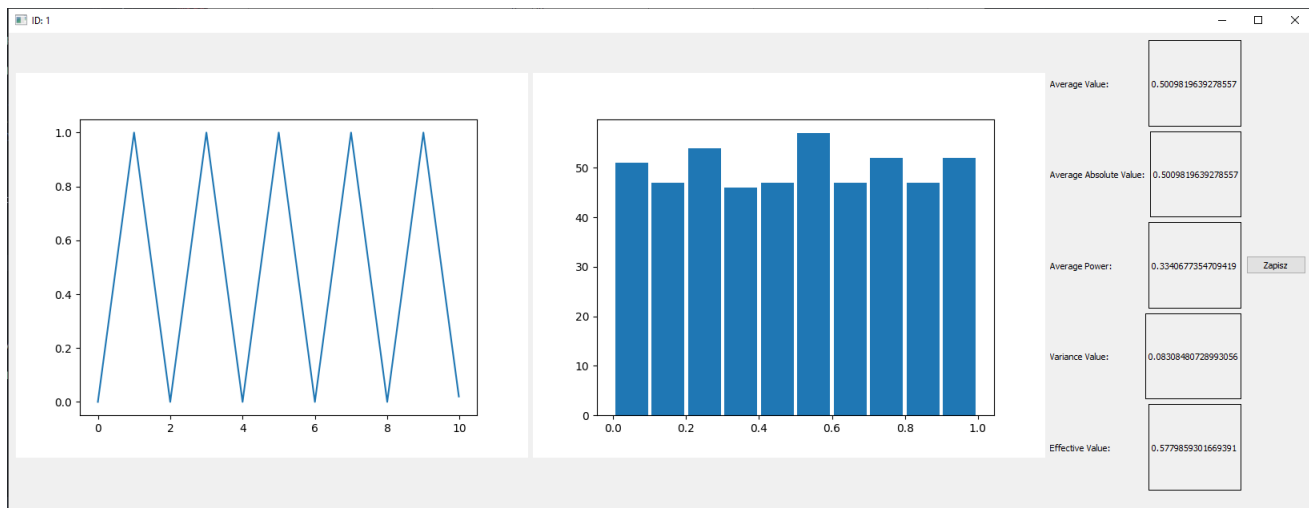 ID: 1
1.0
0.8
0.6
0.4
0.2
0.0
0 2 4 6 8 10
50
40
30
20
10
0
0.0 0.2 0.4 0.6 0.8 1.0
Average Value: 0.5009819639278557
Average Absolute Value: 0.5009819639278557
Average Power: 0.3340677354709419
Zapisz
Variance Value: 0.08308480728993056
Effective Value: 0.5779859301669391